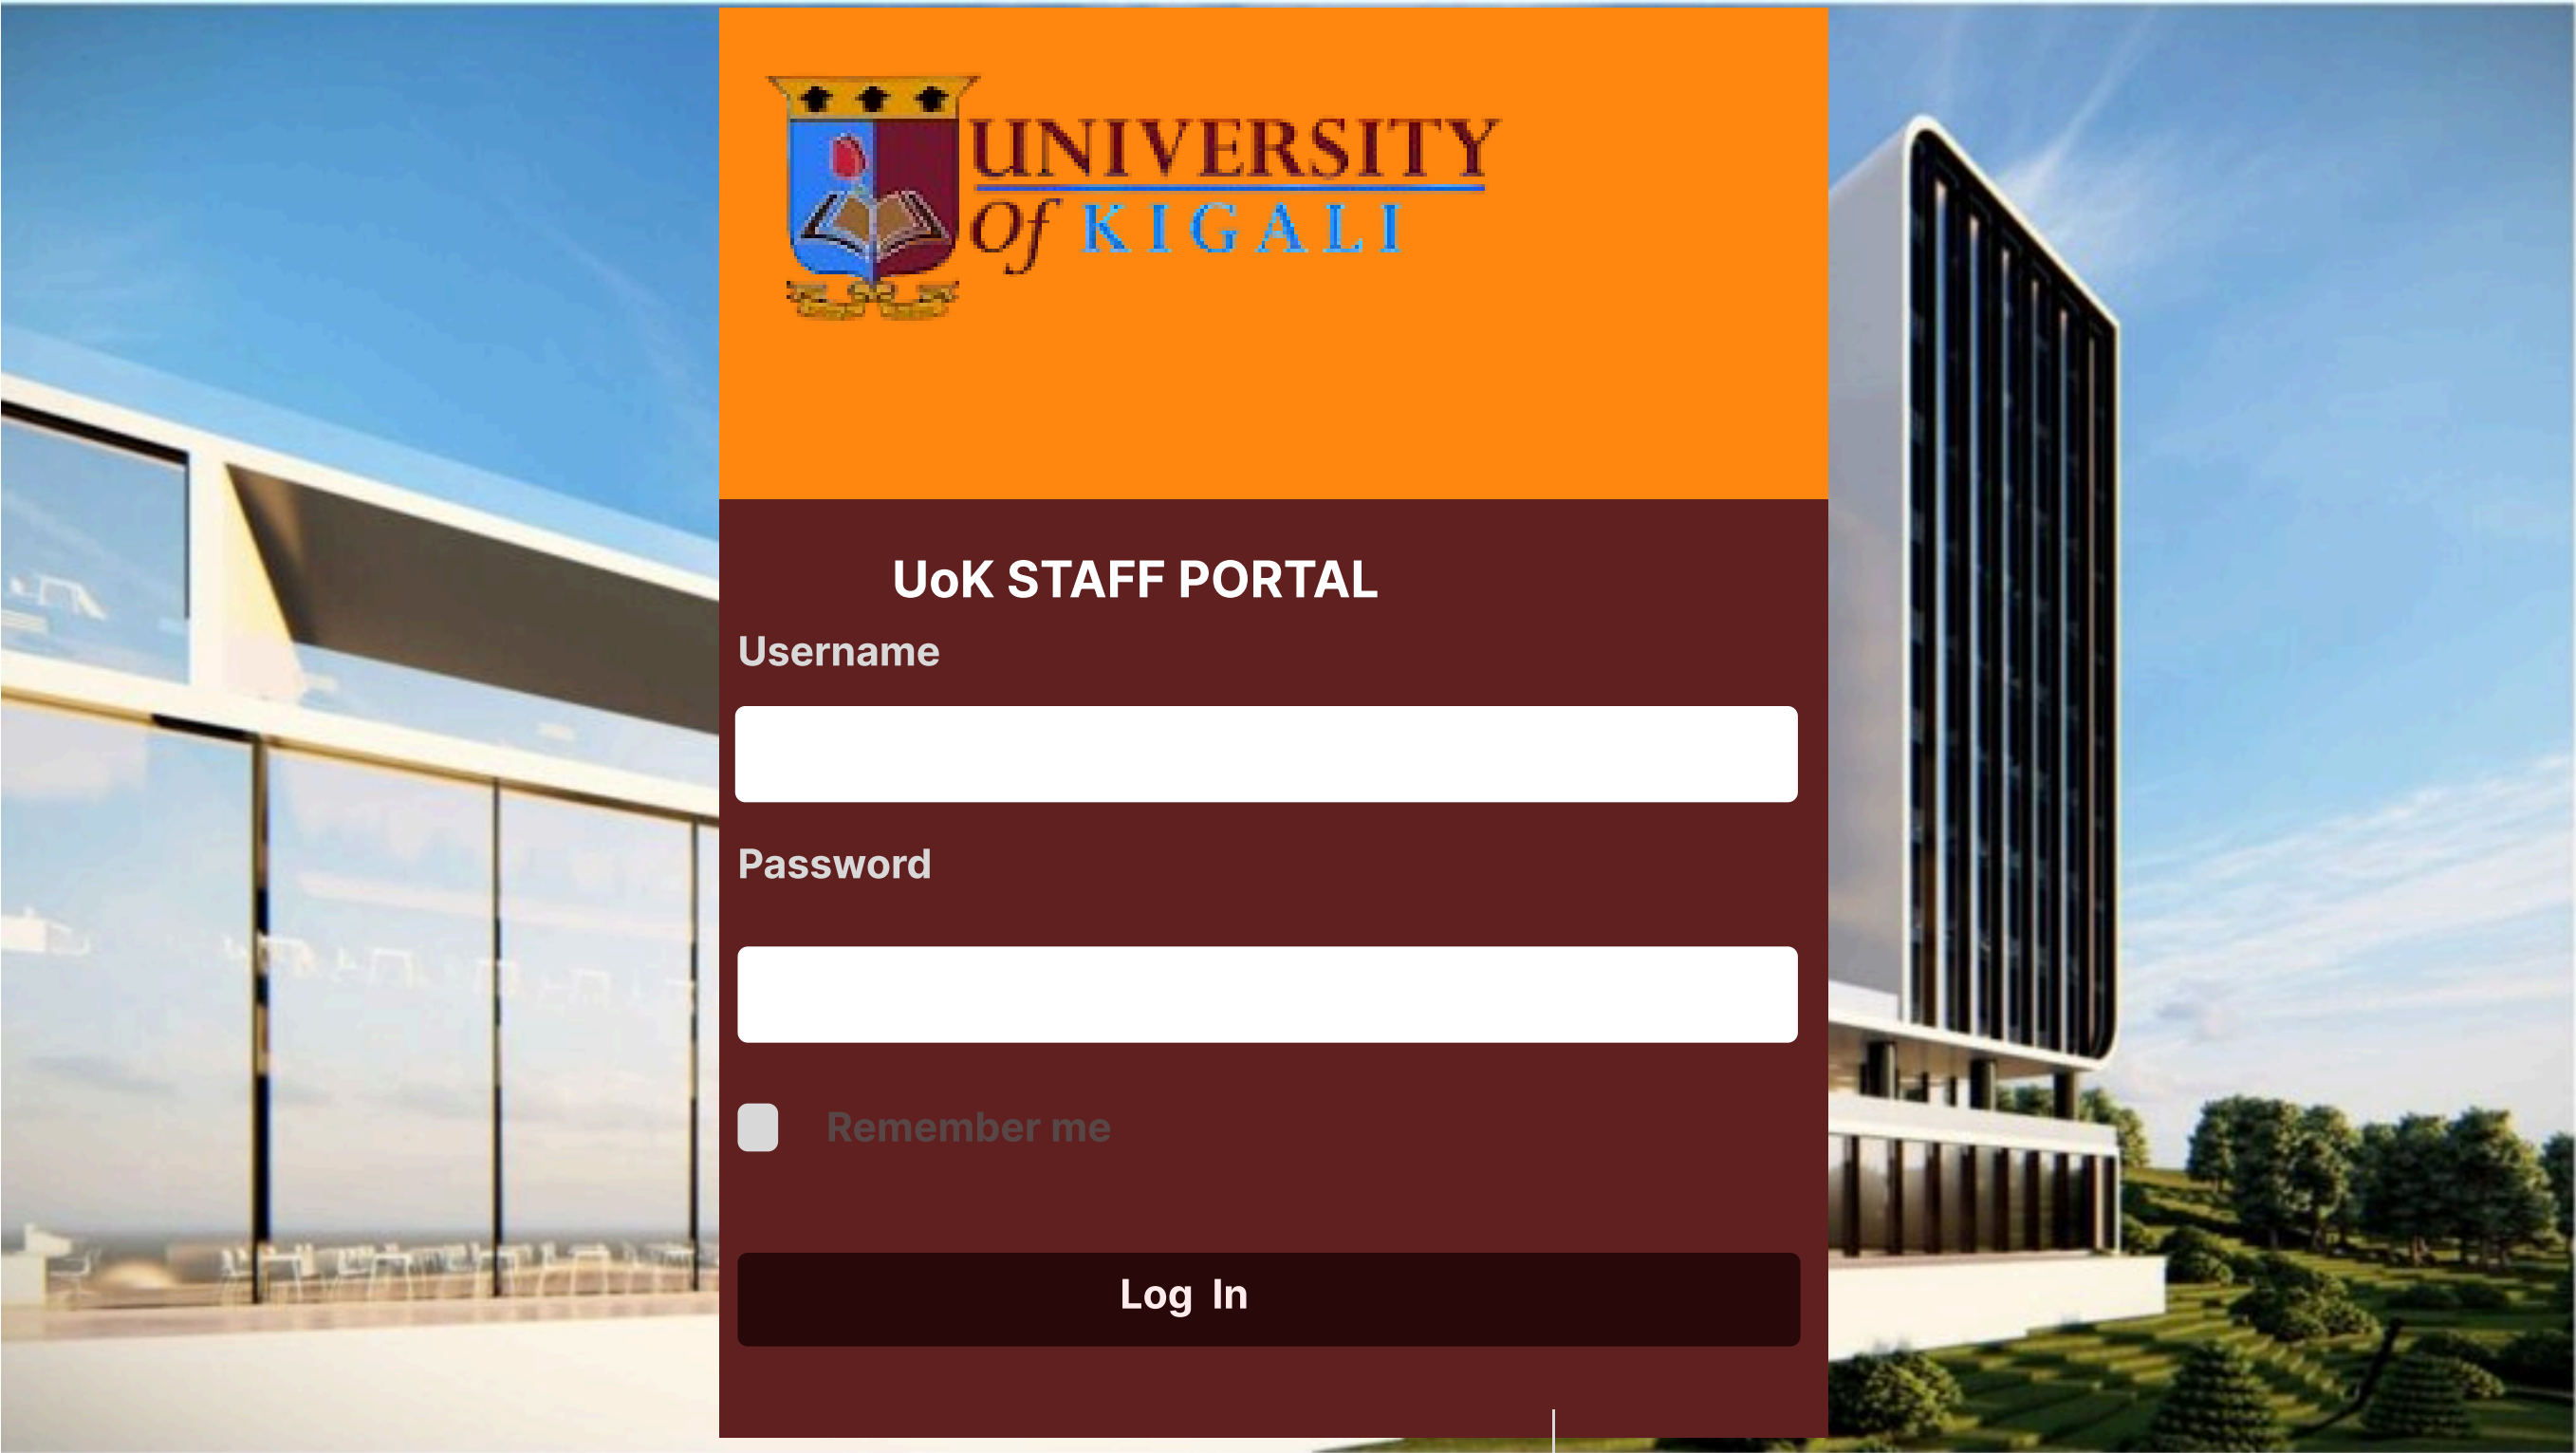 UNIVERSITY
Of KIGALI
UoK STAFF PORTAL
Username
Password
Remember me
Log In